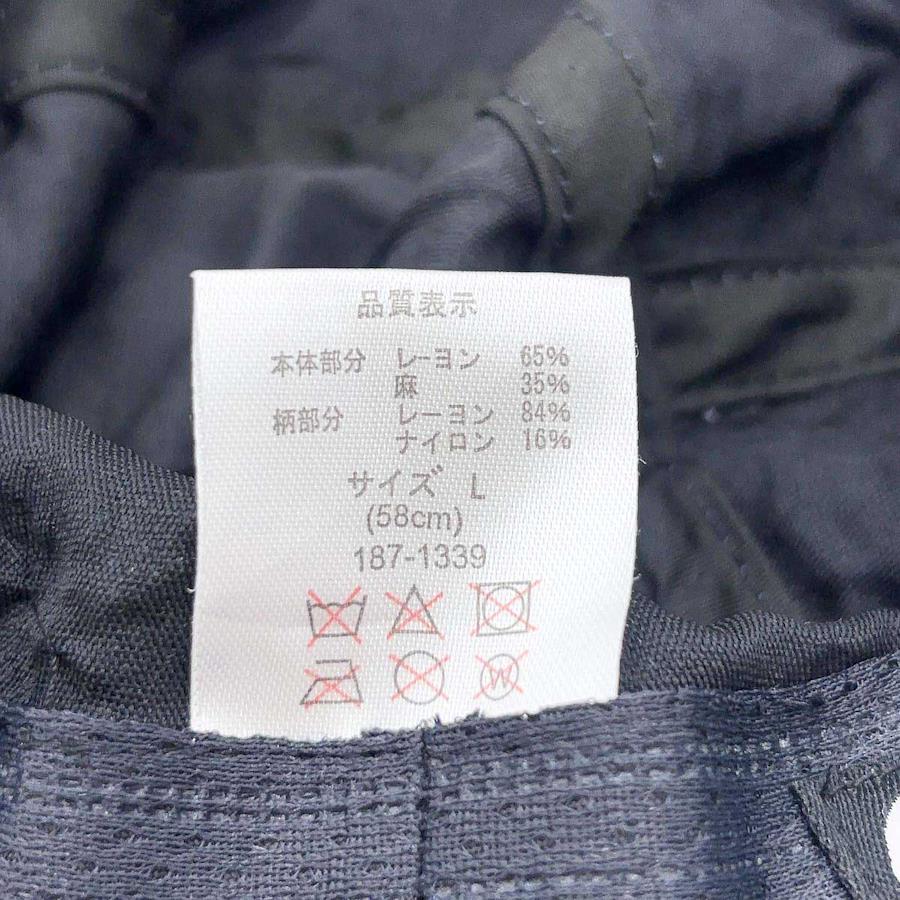 品質表示
本体部分 レーヨン 65%
麻 35%
柄部分 レーヨン 84%
ナイロン 16%
サイズ L
(58cm)
187-1339
W